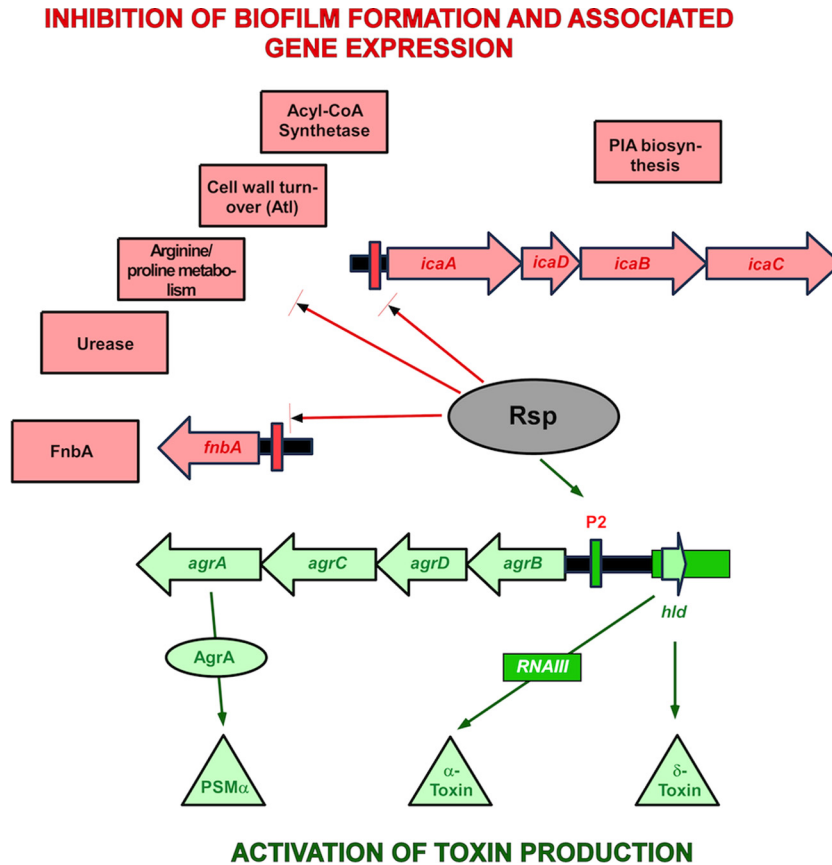 INHIBITION OF BIOFILM FORMATION AND ASSOCIATED
GENE EXPRESSION
Acyl-CoA
Synthetase
PIA biosyn-
thesis
Cell wall turn-
over (Atl)
Arginine/
proline metabo-
lism
icaA
icaD
icaB
icaC
Urease
Rsp
FnbA
fnbA
P2
agrA
agrC
agrD
agrB
hld
AgrA
RNAIII
PSMα
α-
Toxin
δ-
Toxin
ACTIVATION OF TOXIN PRODUCTION